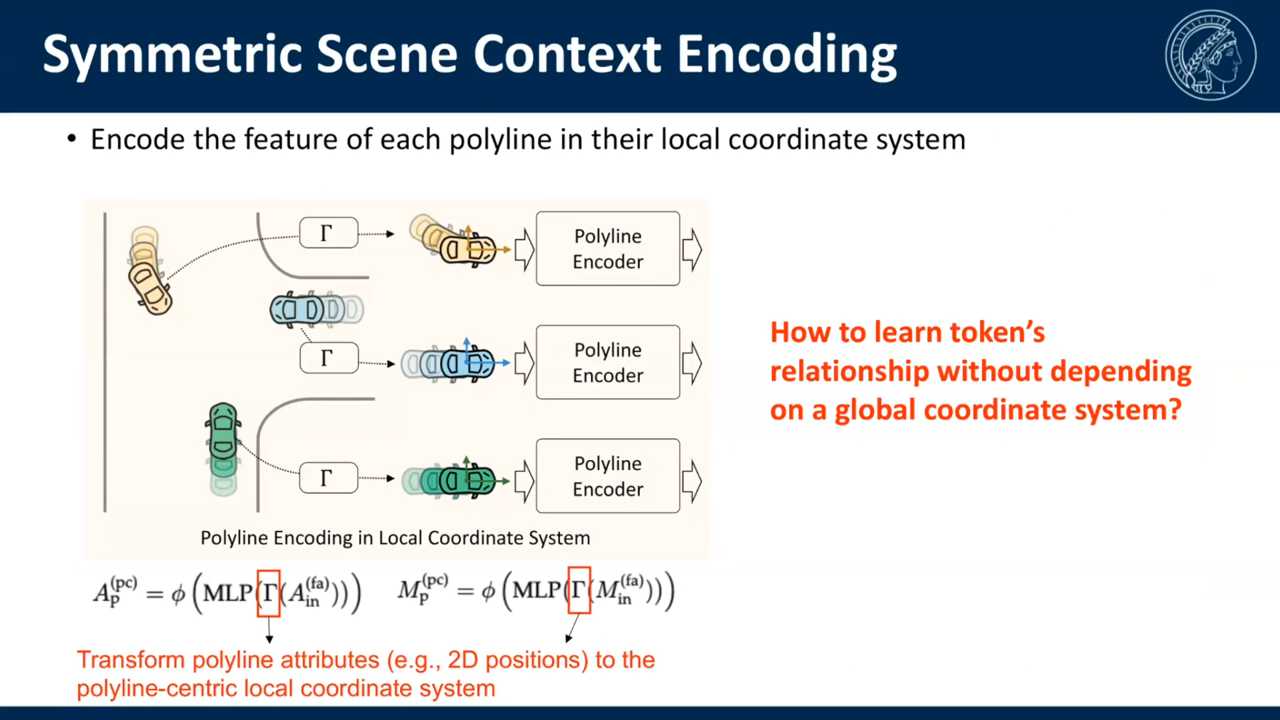 Symmetric Scene Context Encoding
• Encode the feature of each polyline in their local coordinate system
Γ
Polyline
Encoder
Γ
Polyline
Encoder
Γ
Polyline
Encoder
Polyline Encoding in Local Coordinate System
How to learn token's
relationship without depending
on a global coordinate system?
A_p^(pc) = ϕ(MLP(Γ(A_in^(fa)))) M_p^(pc) = ϕ(MLP(Γ(M_in^(fa))))
Transform polyline attributes (e.g., 2D positions) to the
polyline-centric local coordinate system